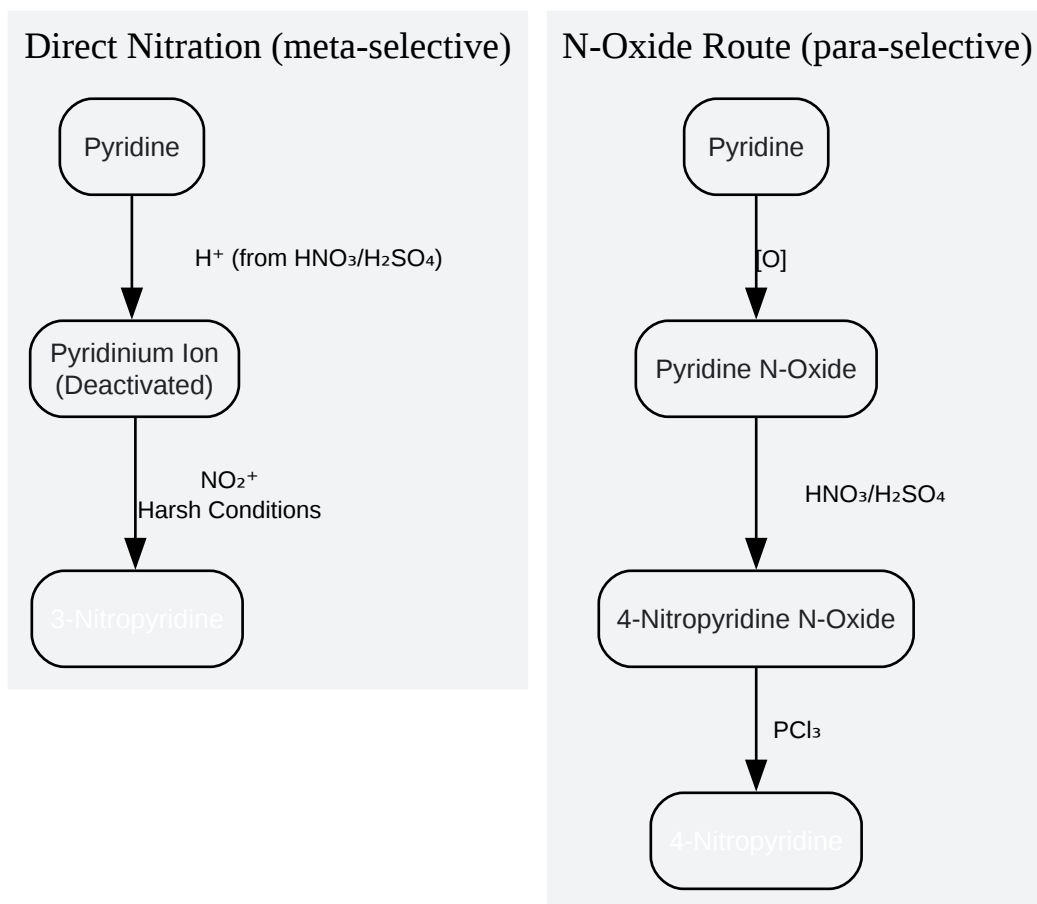 Direct Nitration (meta-selective)
Pyridine
H⁺ (from HNO₃/H₂SO₄)
Pyridinium Ion
(Deactivated)
NO₂⁺
Harsh Conditions
3-Nitropyridine
N-Oxide Route (para-selective)
Pyridine
[O]
Pyridine N-Oxide
HNO₃/H₂SO₄
4-Nitropyridine N-Oxide
PCl₃
4-Nitropyridine